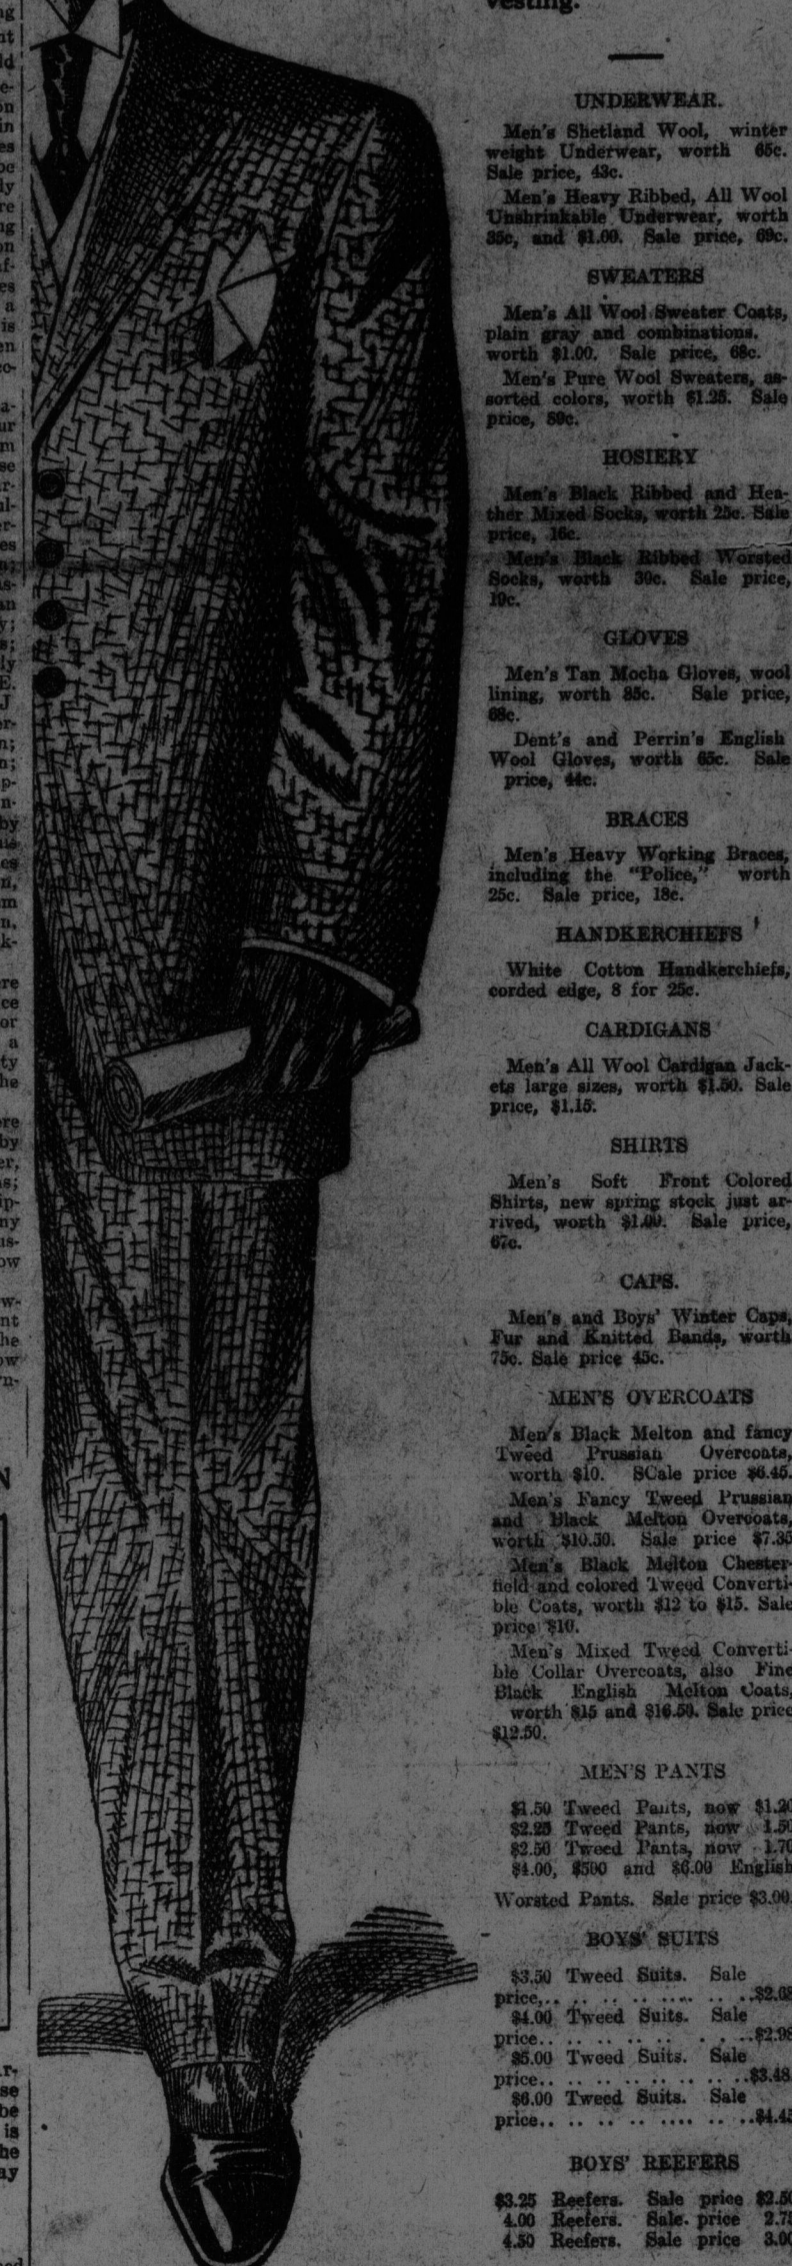 vesting.
UNDERWEAR.
Men's Shetland Wool, winter
weight Underwear, worth 65c.
Sale price, 43c.
Men's Heavy Ribbed, All Wool
Unshrinkable Underwear, worth
85c, and $1.00. Sale price, 69c.
SWEATERS
Men's All Wool Sweater Coats,
plain gray and combinations.
worth $1.00. Sale price, 68c.
Men's Pure Wool Sweaters, as-
sorted colors, worth $1.25. Sale
price, 89c.
HOSIERY
Men's Black Ribbed and Hea-
ther Mixed Socks, worth 25c. Sale
price, 16c.
Men's Black Ribbed Worsted
Socks, worth 30c. Sale price,
19c.
GLOVES
Men's Tan Mocha Gloves, wool
lining, worth 85c. Sale price,
68c.
Dent's and Perrin's English
Wool Gloves, worth 65c. Sale
price, 44c.
BRACES
Men's Heavy Working Braces,
including the "Police," worth
25c. Sale price, 18c.
HANDKERCHIEFS
White Cotton Handkerchiefs,
corded edge, 8 for 25c.
CARDIGANS
Men's All Wool Cardigan Jack-
ets large sizes, worth $1.50. Sale
price, $1.15.
SHIRTS
Men's Soft Front Colored
Shirts, new spring stock just ar-
rived, worth $1.00. Sale price,
67c.
CAPS.
Men's and Boys' Winter Caps,
Fur and Knitted Bands, worth
75c. Sale price 45c.
MEN'S OVERCOATS
Men's Black Melton and fancy
Tweed Prussian Overcoats,
worth $10. SCale price $6.45.
Men's Fancy Tweed Prussian
and Black Melton Overcoats,
worth $10.50. Sale price $7.35
Men's Black Melton Chester-
field and colored Tweed Converti-
ble Coats, worth $12 to $15. Sale
price $10.
Men's Mixed Tweed Converti-
ble Collar Overcoats, also Fine
Black English Melton Coats,
worth $15 and $16.50. Sale price
$12.50.
MEN'S PANTS
$1.50 Tweed Pants, now $1.20
$2.25 Tweed Pants, now 1.50
$2.50 Tweed Pants, now 1.70
$4.00, $500 and $6.00 English
Worsted Pants. Sale price $3.00.
BOYS' SUITS
$3.50 Tweed Suits. Sale
price,.. .. .. .. .. .. ..$2.68
$4.00 Tweed Suits. Sale
price.. .. .. .. .. .. ..$2.98
$5.00 Tweed Suits. Sale
price.. .. .. .. .. .. ..$3.48
$6.00 Tweed Suits. Sale
price.. .. .. .. .. .. ..$4.45
BOYS' REEFERS
$3.25 Reefers. Sale price $2.50
4.00 Reefers. Sale price 2.75
4.50 Reefers. Sale price 3.00